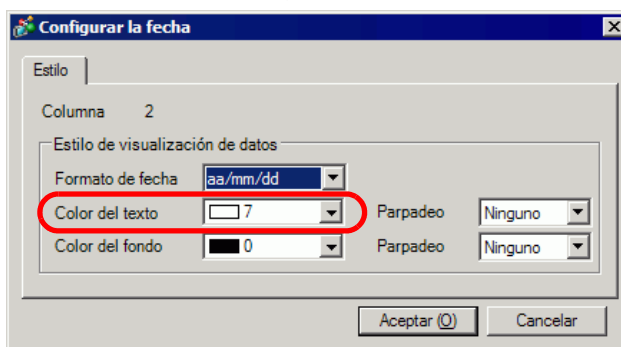 Configurar la fecha
Estilo
Columna 2
Estilo de visualización de datos
Formato de fecha aa/mm/dd
Color del texto 7 Parpadeo Ninguno
Color del fondo 0 Parpadeo Ninguno
Aceptar (O) Cancelar